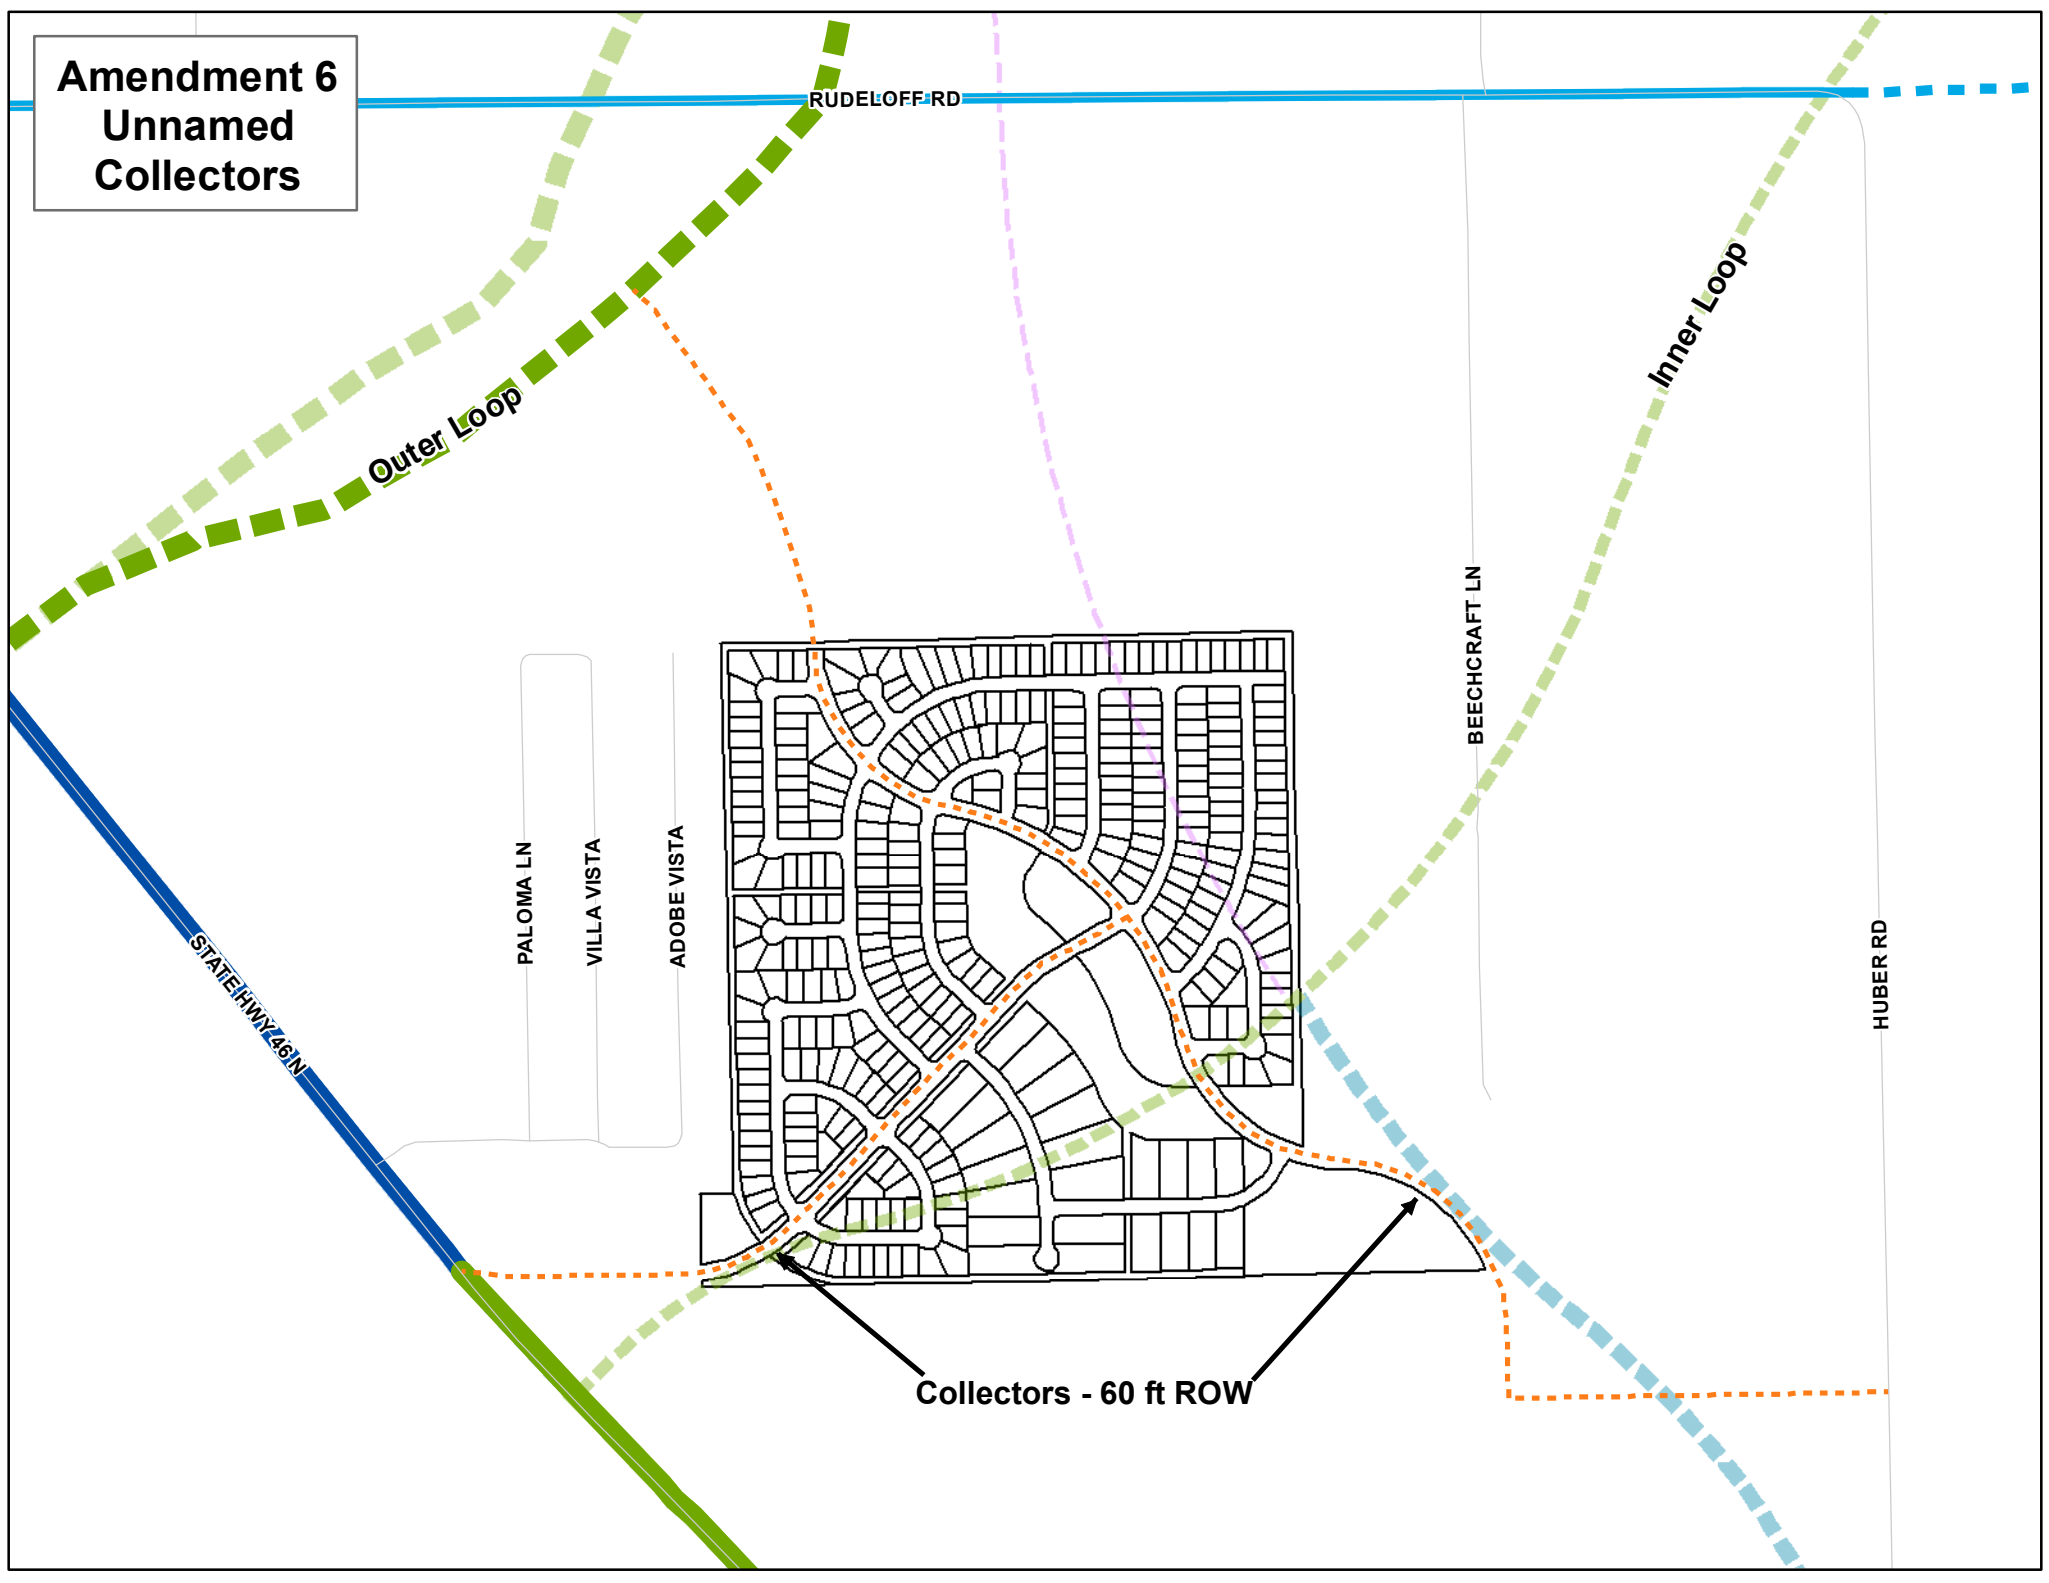 Amendment 6
Unnamed
Collectors
RUDELOFF RD
Inner Loop
Outer Loop
BEECHCRAFT LN
PALOMA LN
VILLA VISTA
ADOBE VISTA
STATE HWY 46 N
HUBER RD
Collectors - 60 ft ROW